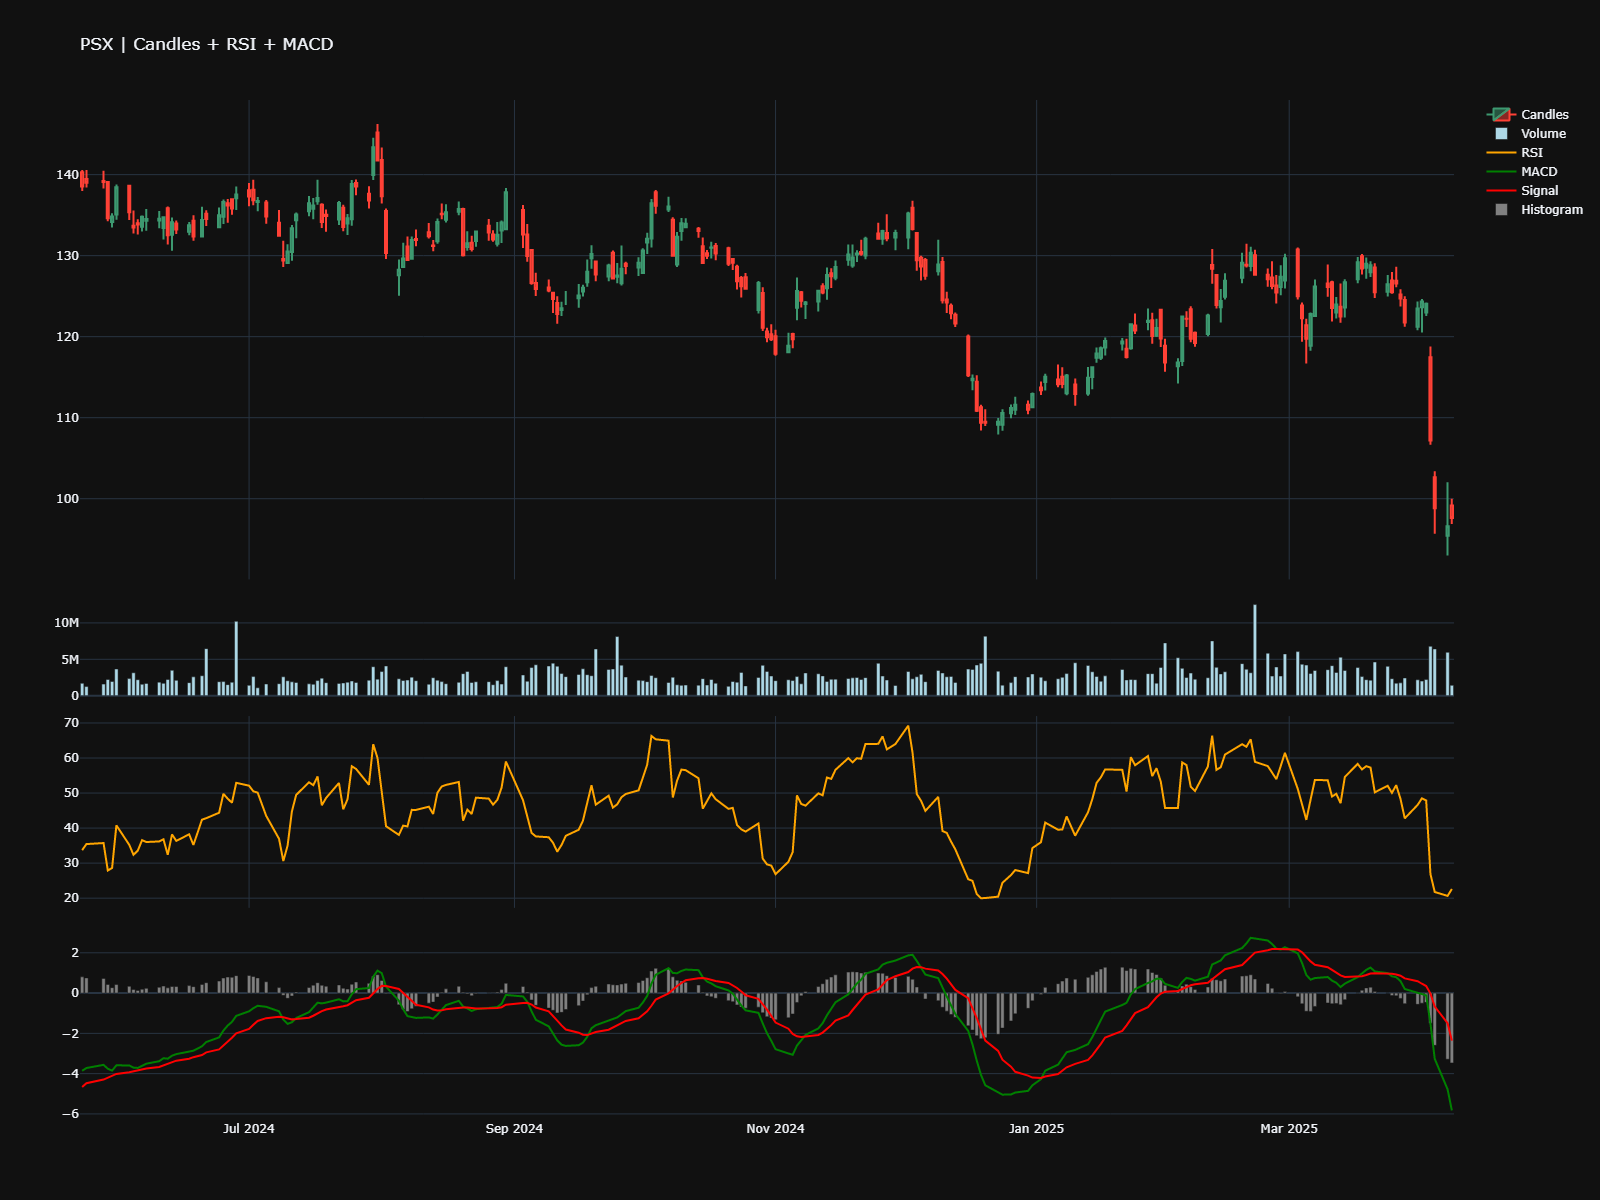 PSX | Candles + RSI + MACD
Candles
Volume
RSI
MACD
Signal
Histogram
140
130
120
110
100
10M
5M
0
70
60
50
40
30
20
2
0
−2
−4
−6
Jul 2024
Sep 2024
Nov 2024
Jan 2025
Mar 2025